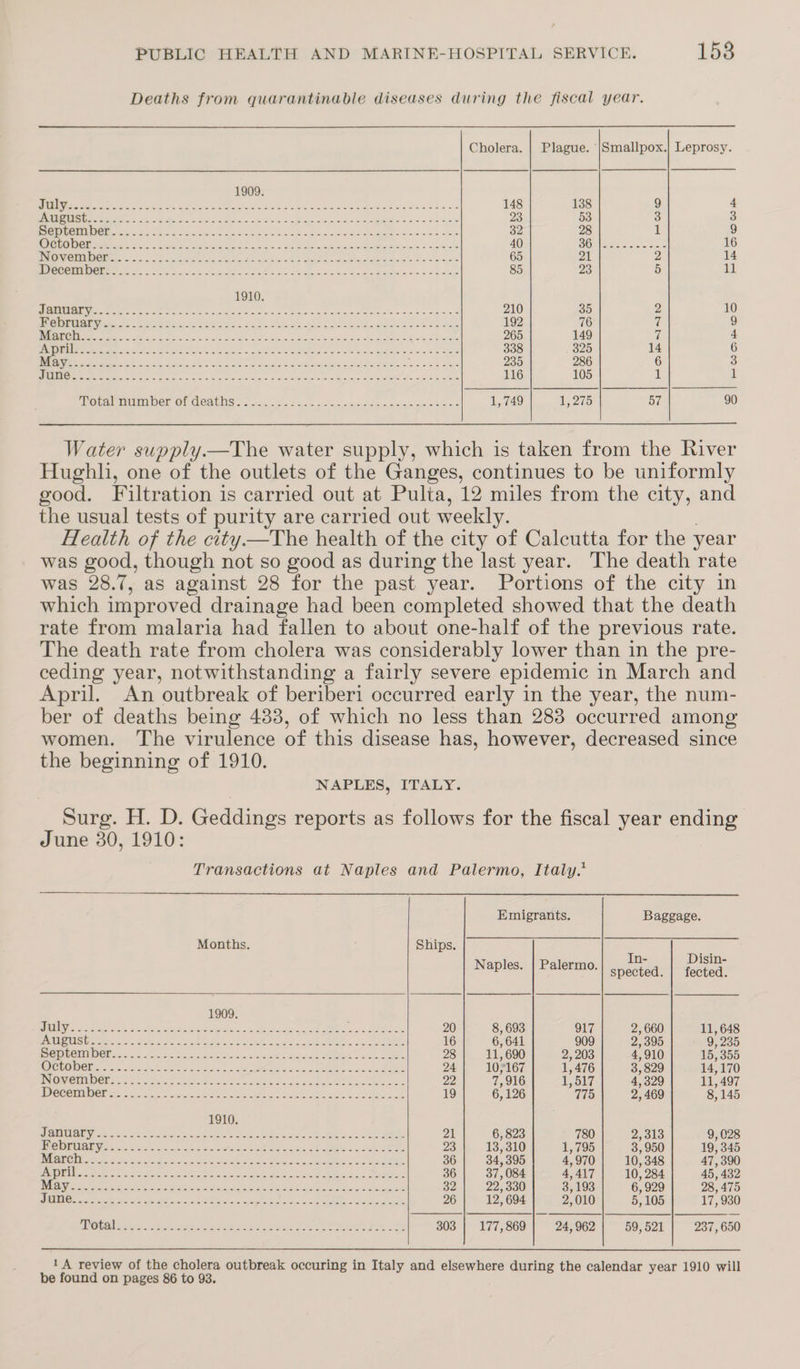 PUBLIC HEALTH AND MARINE-HOSPITAL SERVICE. 153
Deaths from quarantinable diseases during the fiscal year.
Cholera. Plague. Smallpox. Leprosy.
1909.
July 148 138 9 4
August 23 53 3 3
September 32 28 1 9
October 40 36 .......... 16
November 65 21 2 14
December 85 23 5 11
1910.
January 210 35 2 10
February 192 76 7 9
March 265 149 7 4
April 338 325 14 6
May 235 286 6 3
June 116 105 1 1
Total number of deaths 1,749 1,275 57 90
Water supply.—The water supply, which is taken from the River
Hughli, one of the outlets of the Ganges, continues to be uniformly
good. Filtration is carried out at Pulta, 12 miles from the city, and
the usual tests of purity are carried out weekly.
Health of the city.—The health of the city of Calcutta for the year
was good, though not so good as during the last year. The death rate
was 28.7, as against 28 for the past year. Portions of the city in
which improved drainage had been completed showed that the death
rate from malaria had fallen to about one-half of the previous rate.
The death rate from cholera was considerably lower than in the pre-
ceding year, notwithstanding a fairly severe epidemic in March and
April. An outbreak of beriberi occurred early in the year, the num-
ber of deaths being 433, of which no less than 283 occurred among
women. The virulence of this disease has, however, decreased since
the beginning of 1910.
NAPLES, ITALY.
Surg. H. D. Geddings reports as follows for the fiscal year ending
June 30, 1910:
Transactions at Naples and Palermo, Italy.¹
Emigrants. Baggage.
Months. Ships.
Naples. Palermo. In-spected. Disin-fected.
1909.
July 20 8,693 917 2,660 11,648
August 16 6,641 909 2,395 9,235
September 28 11,690 2,203 4,910 15,355
October 24 10,167 1,476 3,829 14,170
November 22 7,916 1,517 4,329 11,497
December 19 6,126 775 2,469 8,145
1910.
January 21 6,823 780 2,313 9,028
February 23 13,310 1,795 3,950 19,345
March 36 34,395 4,970 10,348 47,390
April 36 37,084 4,417 10,284 45,432
May 32 22,330 3,193 6,929 28,475
June 26 12,694 2,010 5,105 17,930
Total 303 177,869 24,962 59,521 237,650
¹ A review of the cholera outbreak occuring in Italy and elsewhere during the calendar year 1910 will
be found on pages 86 to 93.